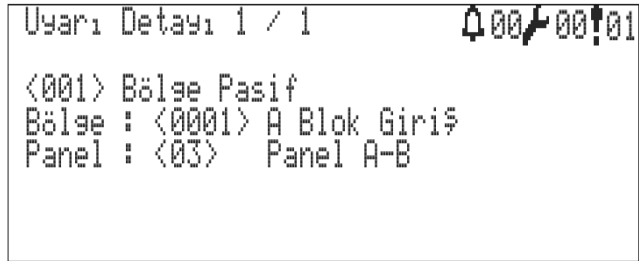 Uyarı Detayı 1 / 1 00 00 01
<001> Bölge Pasif
Bölge : <0001> A Blok Giriş
Panel : <03> Panel A-B